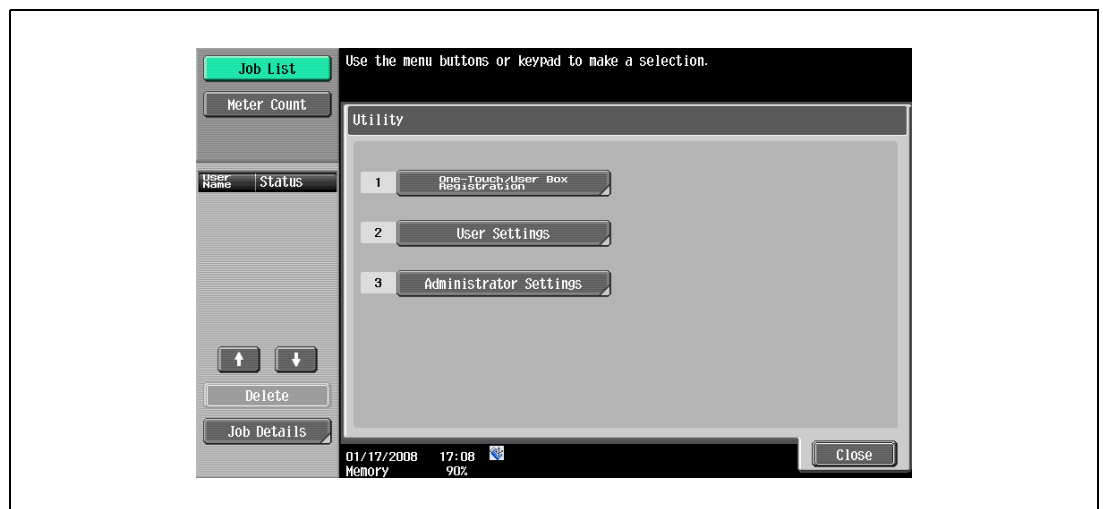 Job List
Meter Count
User Name
Status
Delete
Job Details
Use the menu buttons or keypad to make a selection.
Utility
1 One-Touch/User Box
Registration
2 User Settings
3 Administrator Settings
01/17/2008 17:08
Memory 90%
Close